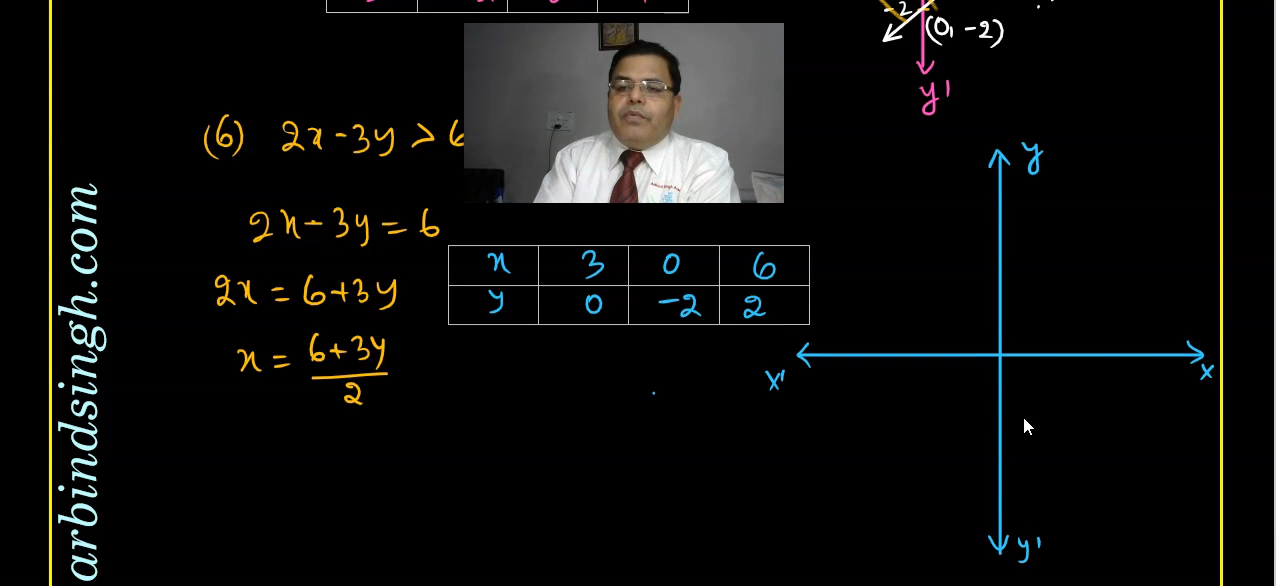 -2
(0, -2)
y'
(6) 2x - 3y > 6
2x - 3y = 6
2x = 6 + 3y
x = 6 + 3y / 2
x 3 0 6
y 0 -2 2
y
x' x
y'
arbindsingh.com